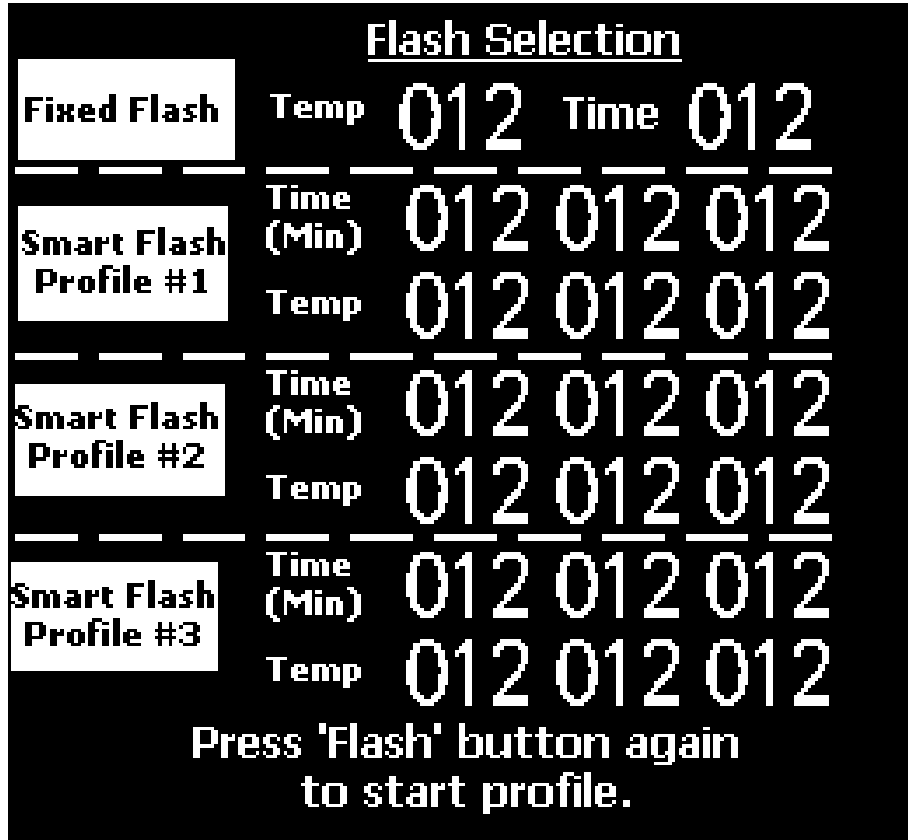 Flash Selection
Fixed Flash Temp 012 Time 012
Smart Flash Profile #1
Time (Min) 012 012 012
Temp 012 012 012
Smart Flash Profile #2
Time (Min) 012 012 012
Temp 012 012 012
Smart Flash Profile #3
Time (Min) 012 012 012
Temp 012 012 012
Press 'Flash' button again
to start profile.